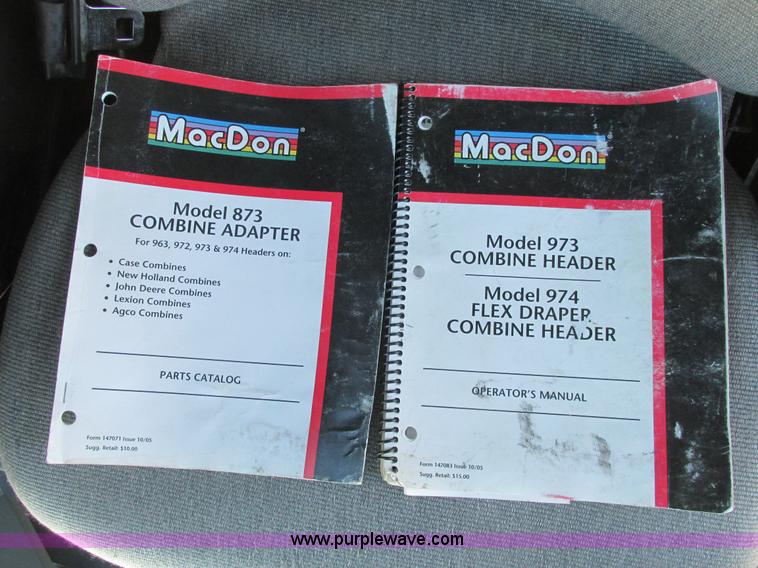 MacDon®
Model 873
COMBINE ADAPTER
For 963, 972, 973 & 974 Headers on:
• Case Combines
• New Holland Combines
• John Deere Combines
• Lexion Combines
• Agco Combines
PARTS CATALOG
Form 147071 Issue 10/05
Sugg. Retail: $10.00
MacDon®
Model 973
COMBINE HEADER
Model 974
FLEX DRAPER
COMBINE HEADER
OPERATOR'S MANUAL
Form 147083 Issue 10/05
Sugg. Retail: $15.00
www.purplewave.com